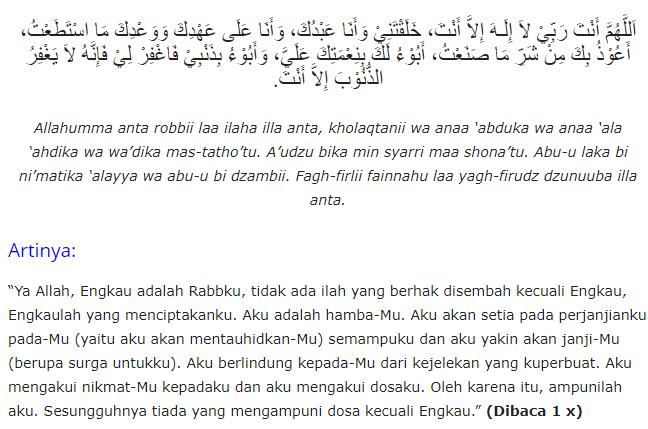 اَللَّهُمَّ أَنْتَ رَبِّيْ لاَ إِلَـهَ إِلاَّ أَنْتَ، خَلَقْتَنِيْ وَأَنَا عَبْدُكَ، وَأَنَا عَلَى عَهْدِكَ وَوَعْدِكَ مَا اسْتَطَعْتُ،
أَعُوْذُ بِكَ مِنْ شَرِّ مَا صَنَعْتُ، أَبُوْءُ لَكَ بِنِعْمَتِكَ عَلَيَّ، وَأَبُوْءُ بِذَنْبِيْ فَاغْفِرْ لِيْ فَإِنَّهُ لاَ يَغْفِرُ
الذُّنُوْبَ إِلاَّ أَنْتَ.
Allahumma anta robbii laa ilaha illa anta, kholaqtanii wa anaa ‘abduka wa anaa ‘ala
‘ahdika wa wa’dika mas-tatho’tu. A’udzu bika min syarri maa shona’tu. Abu-u laka bi
ni’matika ‘alayya wa abu-u bi dzambii. Fagh-firlii fainnahu laa yagh-firudz dzunuuba illa
anta.
Artinya:
“Ya Allah, Engkau adalah Rabbku, tidak ada ilah yang berhak disembah kecuali Engkau,
Engkaulah yang menciptakanku. Aku adalah hamba-Mu. Aku akan setia pada perjanjianku
pada-Mu (yaitu aku akan mentauhidkan-Mu) semampuku dan aku yakin akan janji-Mu
(berupa surga untukku). Aku berlindung kepada-Mu dari kejelekan yang kuperbuat. Aku
mengakui nikmat-Mu kepadaku dan aku mengakui dosaku. Oleh karena itu, ampunilah
aku. Sesungguhnya tiada yang mengampuni dosa kecuali Engkau.” (Dibaca 1 x)